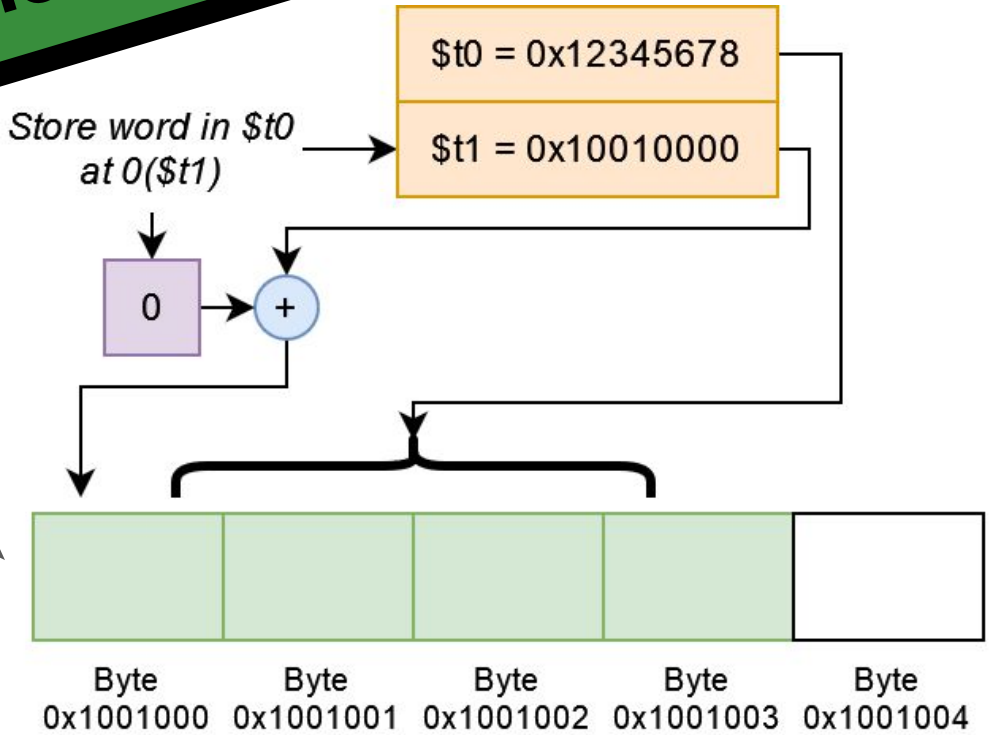 $t0 = 0x12345678
Store word in $t0
at 0($t1)
$t1 = 0x10010000
0
+
Byte
0x1001000
Byte
0x1001001
Byte
0x1001002
Byte
0x1001003
Byte
0x1001004